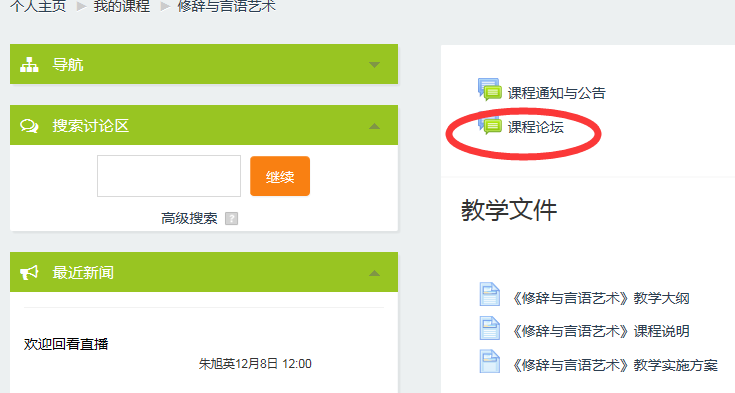 个人主页 ▶ 我的课程 ▶ 修辞与言语艺术
导航
搜索讨论区
继续
高级搜索 ?
最近新闻
欢迎回看直播
朱旭英12月8日 12:00
课程通知与公告
课程论坛
教学文件
《修辞与言语艺术》教学大纲
《修辞与言语艺术》课程说明
《修辞与言语艺术》教学实施方案